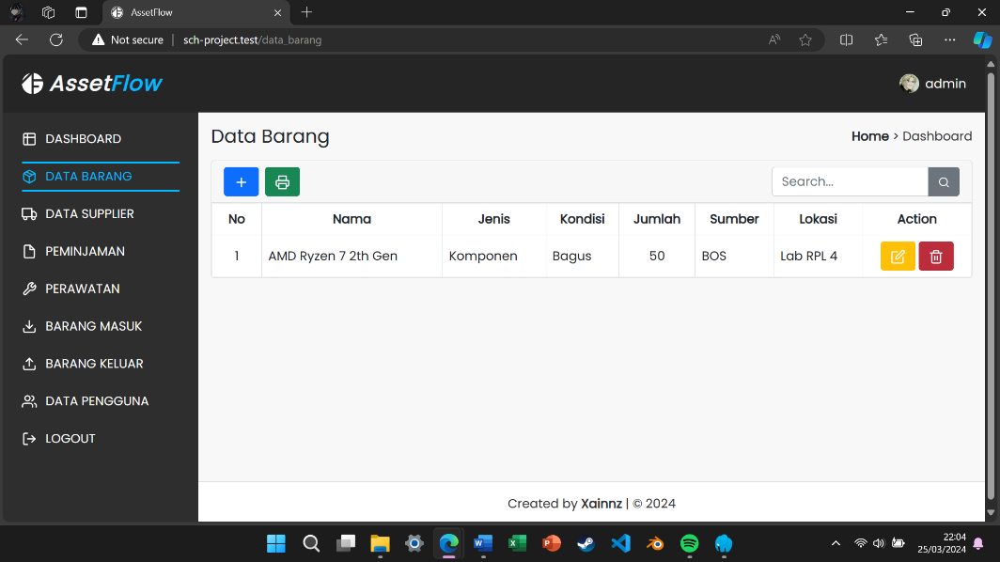 AssetFlow
Not secure | sch-project.test/data_barang
AssetFlow
admin
DASHBOARD
DATA BARANG
DATA SUPPLIER
PEMINJAMAN
PERAWATAN
BARANG MASUK
BARANG KELUAR
DATA PENGGUNA
LOGOUT
Data Barang
Home > Dashboard
Search...
No Nama Jenis Kondisi Jumlah Sumber Lokasi Action
1 AMD Ryzen 7 2th Gen Komponen Bagus 50 BOS Lab RPL 4
Created by Xainnz | © 2024
22:04
25/03/2024